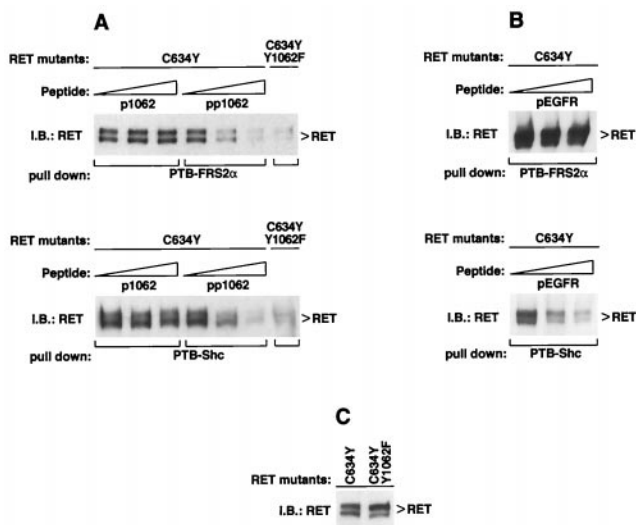 A
RET mutants: C634Y C634Y Y1062F
Peptide: p1062 pp1062
I.B.: RET >RET
pull down: PTB-FRS2α
RET mutants: C634Y C634Y Y1062F
Peptide: p1062 pp1062
I.B.: RET >RET
pull down: PTB-Shc
B
RET mutants: C634Y
Peptide: pEGFR
I.B.: RET >RET
pull down: PTB-FRS2α
RET mutants: C634Y
Peptide: pEGFR
I.B.: RET >RET
pull down: PTB-Shc
C
RET mutants: C634Y C634Y Y1062F
I.B.: RET >RET